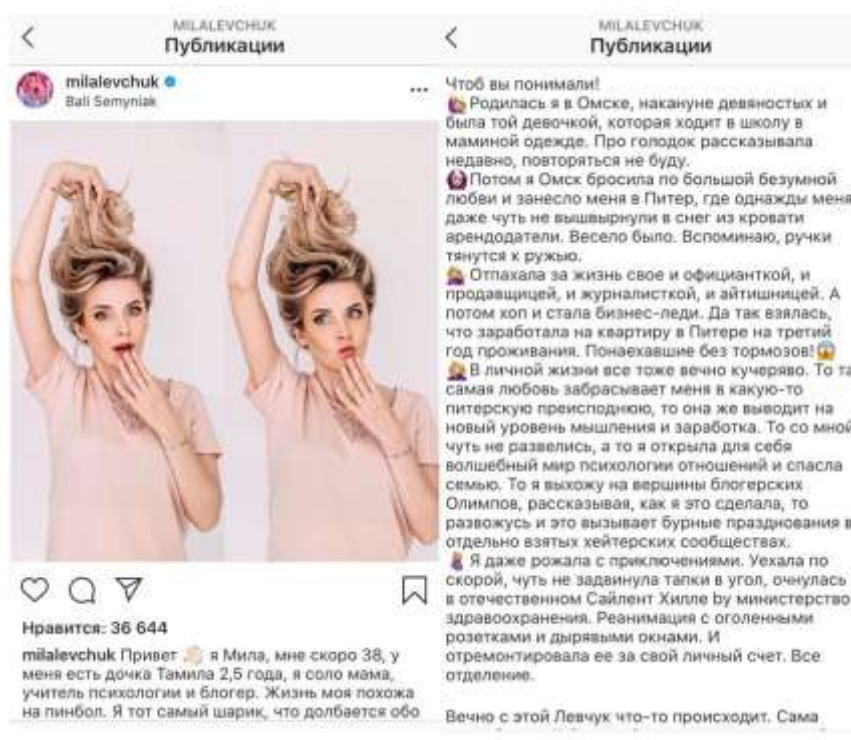 MILALEVCHUK
Публикации
milalevchuk
Bali Semyniak
Нравится: 36 644
milalevchuk Привет я Мила, мне скоро 38, у
меня есть дочка Тамила 2,5 года, я соло мама,
учитель психологии и блогер. Жизнь моя похожа
на пинбол. Я тот самый шарик, что долбается обо
MILALEVCHUK
Публикации
Чтоб вы понимали!
Родилась я в Омске, накануне девяностых и
была той девочкой, которая ходит в школу в
маминой одежде. Про голодок рассказывала
недавно, повторяться не буду.
Потом я Омск бросила по большой безумной
любви и занесло меня в Питер, где однажды меня
даже чуть не вышвырнули в снег из кровати
арендодатели. Весело было. Вспоминаю, ручки
тянутся к ружью.
Отпахала за жизнь свое и официанткой, и
продавщицей, и журналисткой, и айтишницей. А
потом хоп и стала бизнес-леди. Да так взялась,
что заработала на квартиру в Питере на третий
год проживания. Понаехавшие без тормозов!
В личной жизни все тоже вечно кучеряво. То та
самая любовь забрасывает меня в какую-то
питерскую преисподнюю, то она же выводит на
новый уровень мышления и заработка. То со мной
чуть не развелись, а то я открыла для себя
волшебный мир психологии отношений и спасла
семью. То я выхожу на вершины блогерских
Олимпов, рассказывая, как я это сделала, то
развожусь и это вызывает бурные празднования в
отдельно взятых хейтерских сообществах.
Я даже рожала с приключениями. Уехала по
скорой, чуть не задвинула тапки в угол, очнулась
в отечественном Сайлент Хилле by министерство
здравоохранения. Реанимация с оголенными
розетками и дырявыми окнами. И
отремонтировала ее за свой личный счет. Все
отделение.
Вечно с этой Левчук что-то происходит. Сама